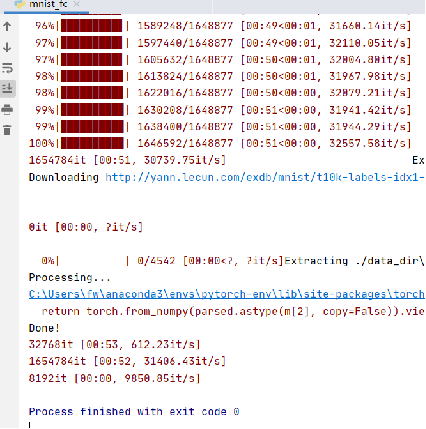 mnist_fc
96%|██████████| 1589248/1648877 [00:49<00:01, 31660.14it/s]
97%|██████████| 1597440/1648877 [00:49<00:01, 32110.05it/s]
97%|██████████| 1605632/1648877 [00:50<00:01, 32004.80it/s]
98%|██████████| 1613824/1648877 [00:50<00:01, 31967.98it/s]
98%|██████████| 1622016/1648877 [00:50<00:00, 32079.21it/s]
99%|██████████| 1630208/1648877 [00:51<00:00, 31941.42it/s]
99%|██████████| 1638400/1648877 [00:51<00:00, 31944.29it/s]
100%|██████████| 1646592/1648877 [00:51<00:00, 32557.58it/s]
1654784it [00:51, 30739.75it/s] Ex
Downloading http://yann.lecun.com/exdb/mnist/t10k-labels-idx1-
0it [00:00, ?it/s]
0%| | 0/4542 [00:00<?, ?it/s]Extracting ./data_dir\
Processing...
C:\Users\fw\anaconda3\envs\pytorch-env\lib\site-packages\torch
return torch.from_numpy(parsed.astype(m[2], copy=False)).vie
Done!
32768it [00:53, 612.23it/s]
1654784it [00:52, 31406.43it/s]
8192it [00:00, 9850.85it/s]
Process finished with exit code 0